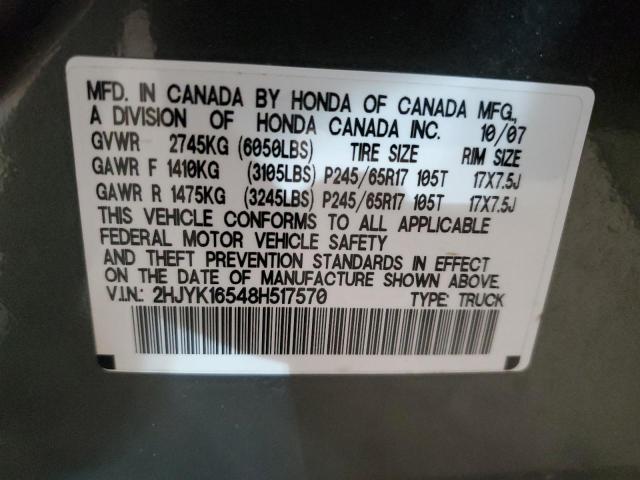 MFD. IN CANADA BY HONDA OF CANADA MFG.,
A DIVISION OF HONDA CANADA INC. 10/07
GVWR 2745KG (6050LBS) TIRE SIZE RIM SIZE
GAWR F 1410KG (3105LBS) P245/65R17 105T 17X7.5J
GAWR R 1475KG (3245LBS) P245/65R17 105T 17X7.5J
THIS VEHICLE CONFORMS TO ALL APPLICABLE
FEDERAL MOTOR VEHICLE SAFETY
AND THEFT PREVENTION STANDARDS IN EFFECT
ON THE DATE OF MANUFACTURE SHOWN ABOVE.
V.I.N.: 2HJYK16548H517570 TYPE: TRUCK